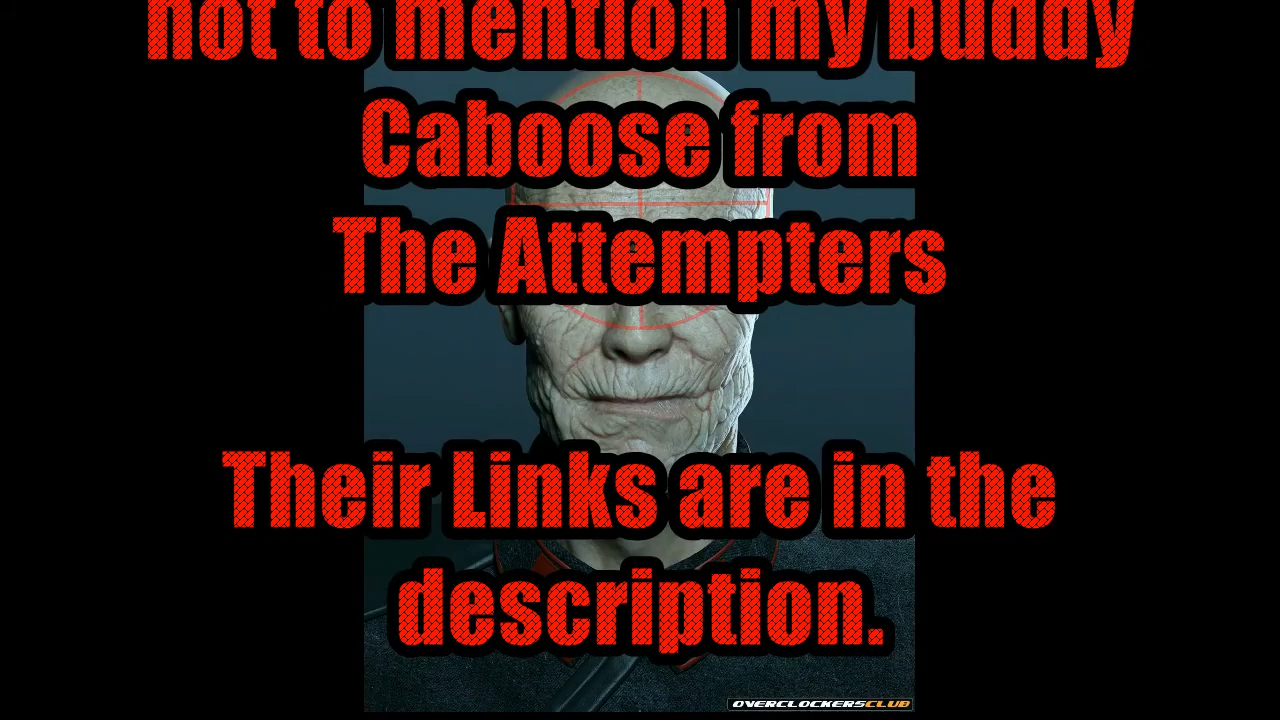 not to mention my buddy
Caboose from
The Attempters
Their Links are in the
description.
OVERCLOCKERSCLUB